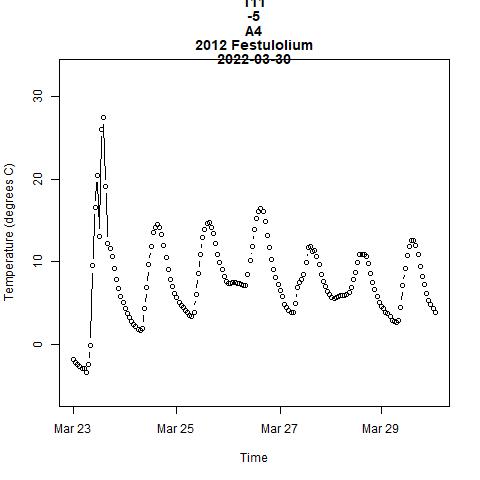 T11
-5
A4
2012 Festulolium
2022-03-30
Temperature (degrees C)
30
20
10
0
Mar 23
Mar 25
Mar 27
Mar 29
Time